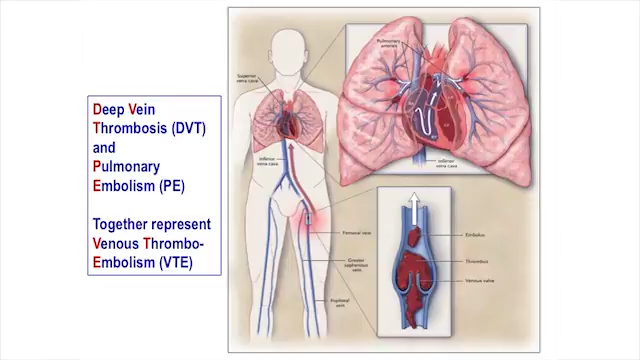 Deep Vein
Thrombosis (DVT)
and
Pulmonary
Embolism (PE)
Together represent
Venous Thrombo-
Embolism (VTE)
Pulmonary
arteries
Superior
vena cava
Inferior
vena cava
Inferior
vena cava
Femoral vein
Greater
saphenous
vein
Popliteal
vein
Embolus
Thrombus
Venous valve